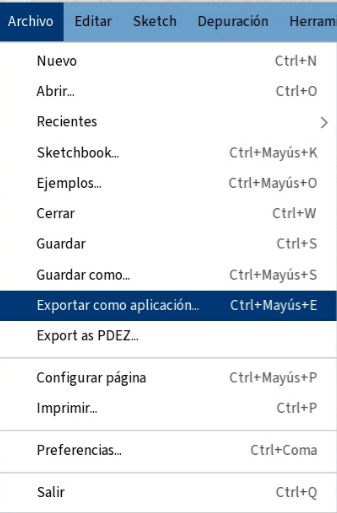 Archivo Editar Sketch Depuración Herram
Nuevo Ctrl+N
Abrir... Ctrl+O
Recientes
Sketchbook... Ctrl+Mayús+K
Ejemplos... Ctrl+Mayús+O
Cerrar Ctrl+W
Guardar Ctrl+S
Guardar como... Ctrl+Mayús+S
Exportar como aplicación... Ctrl+Mayús+E
Export as PDEZ... 
Configurar página Ctrl+Mayús+P
Imprimir... Ctrl+P
Preferencias... Ctrl+Coma
Salir Ctrl+Q